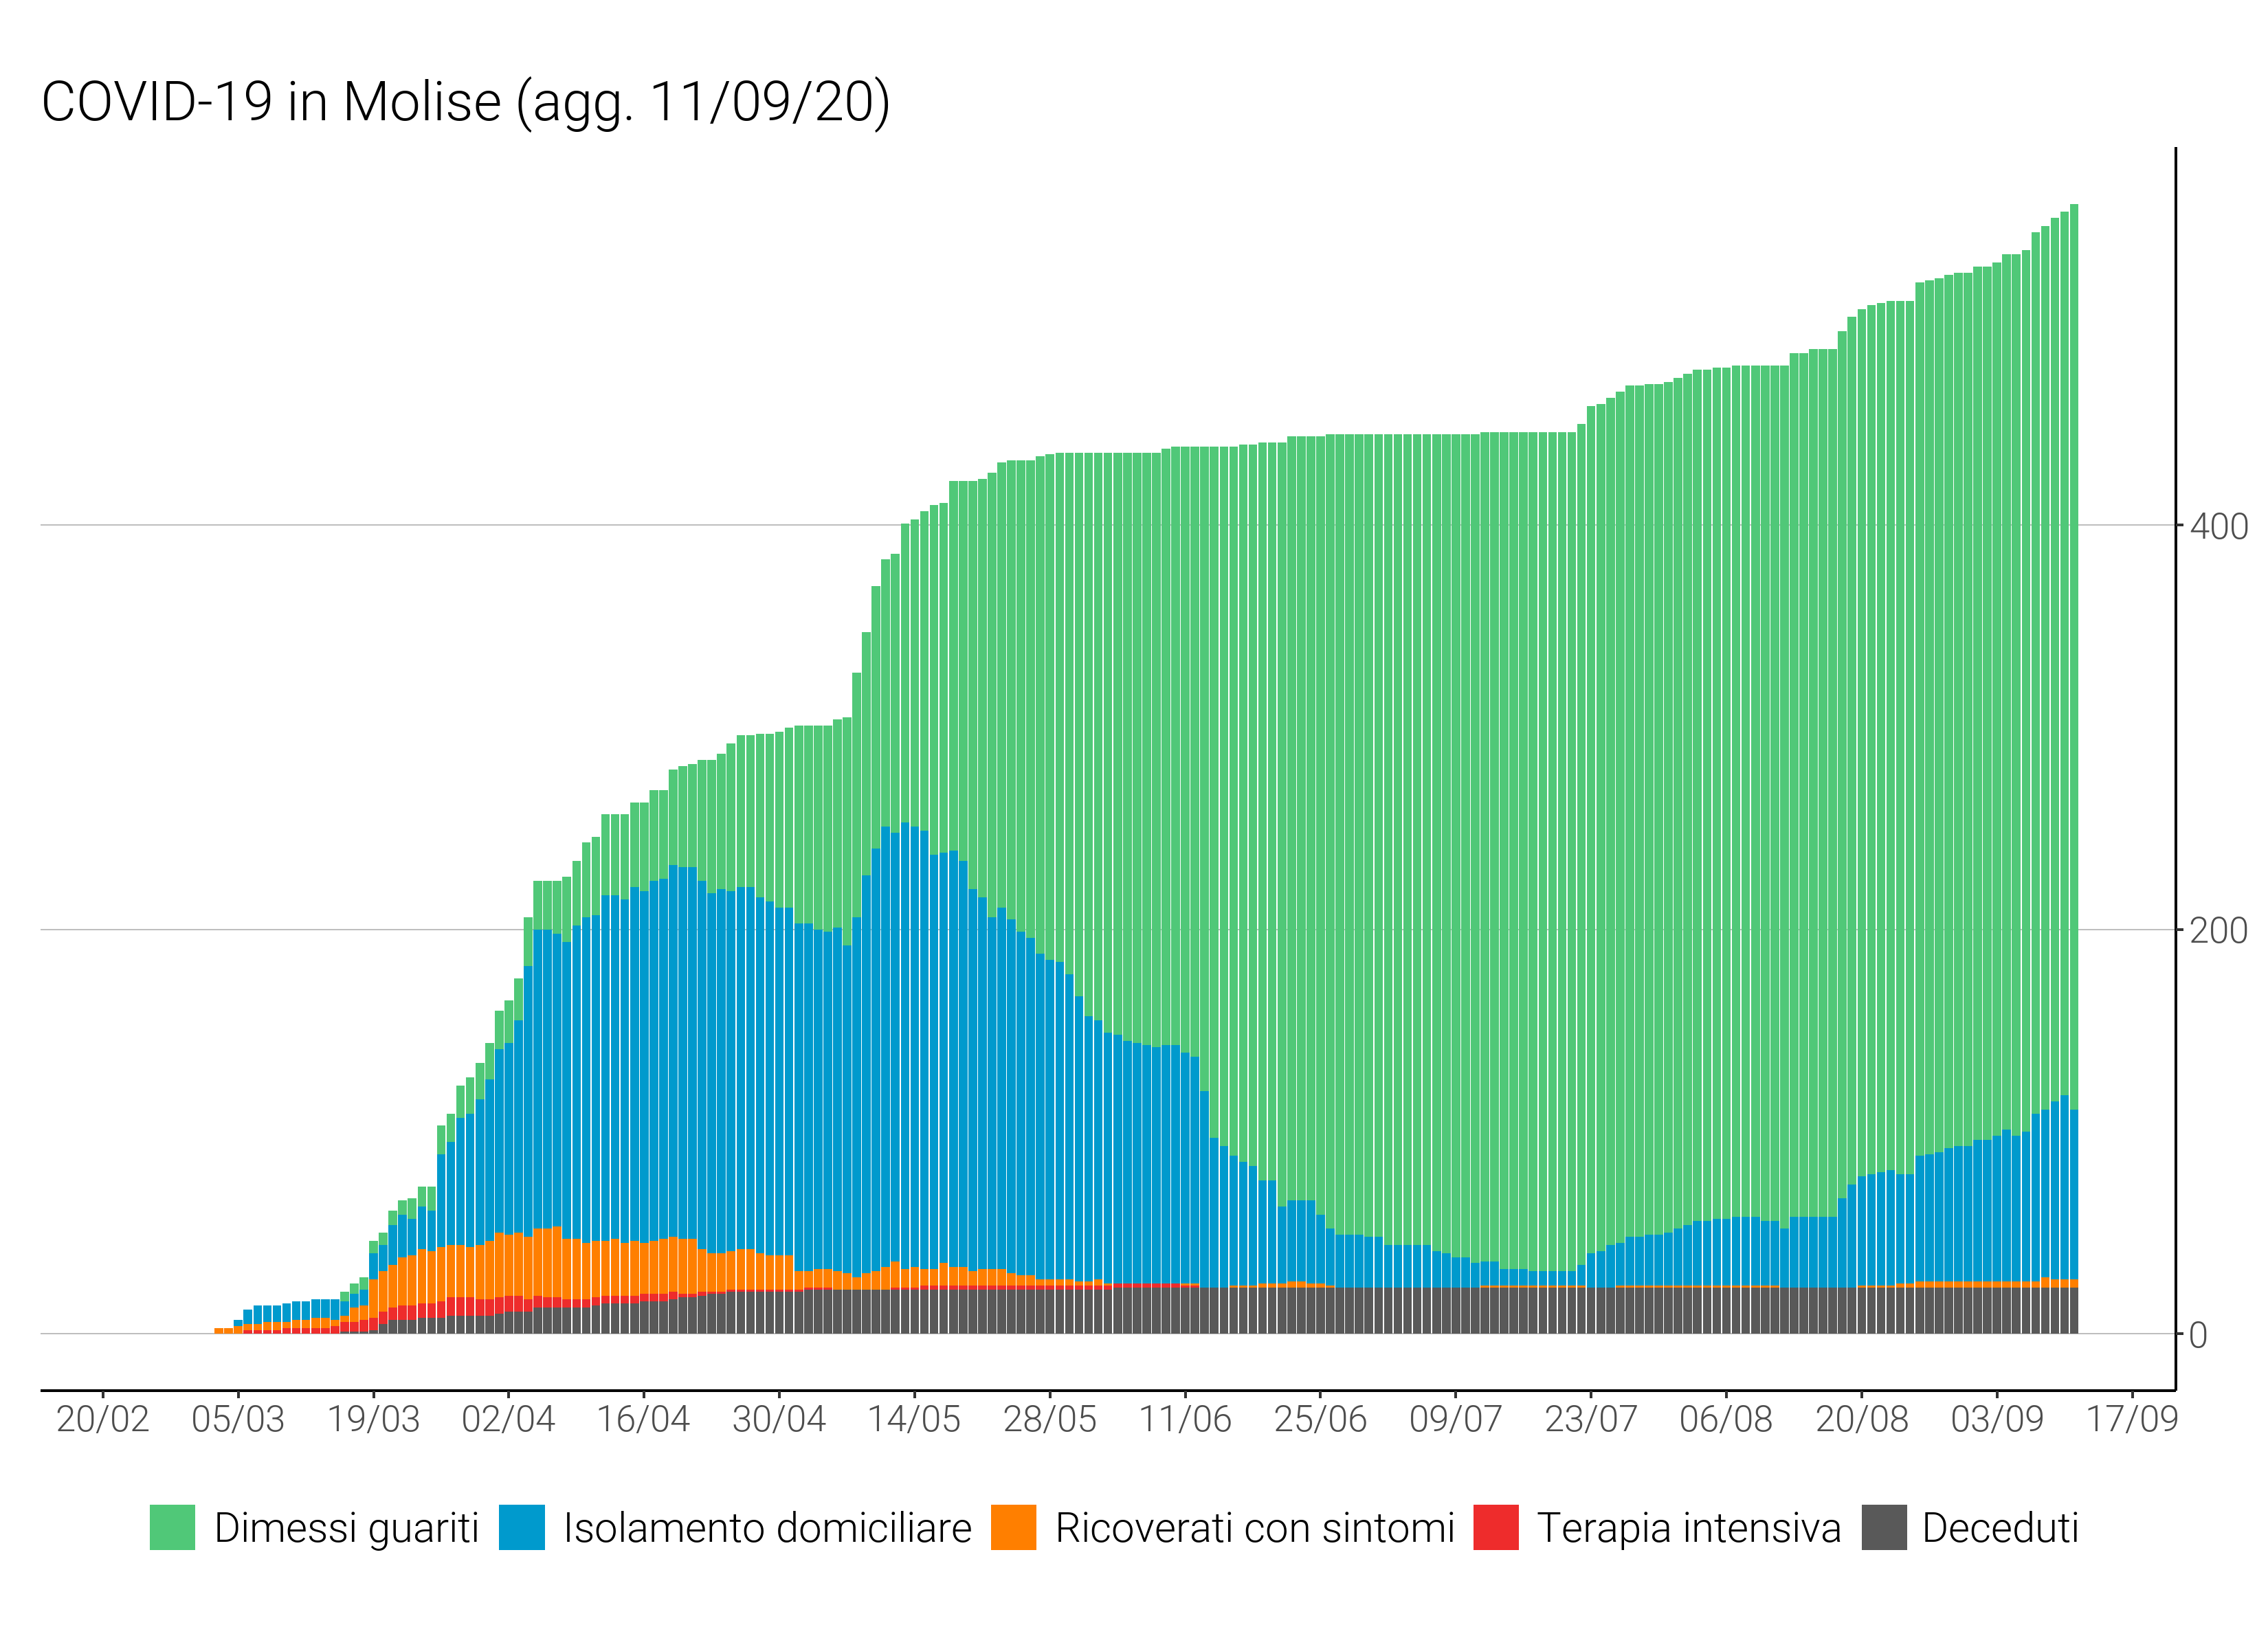 COVID-19 in Molise (agg. 11/09/20)
400
200
0
20/02 05/03 19/03 02/04 16/04 30/04 14/05 28/05 11/06 25/06 09/07 23/07 06/08 20/08 03/09 17/09
Dimessi guariti Isolamento domiciliare Ricoverati con sintomi Terapia intensiva Deceduti